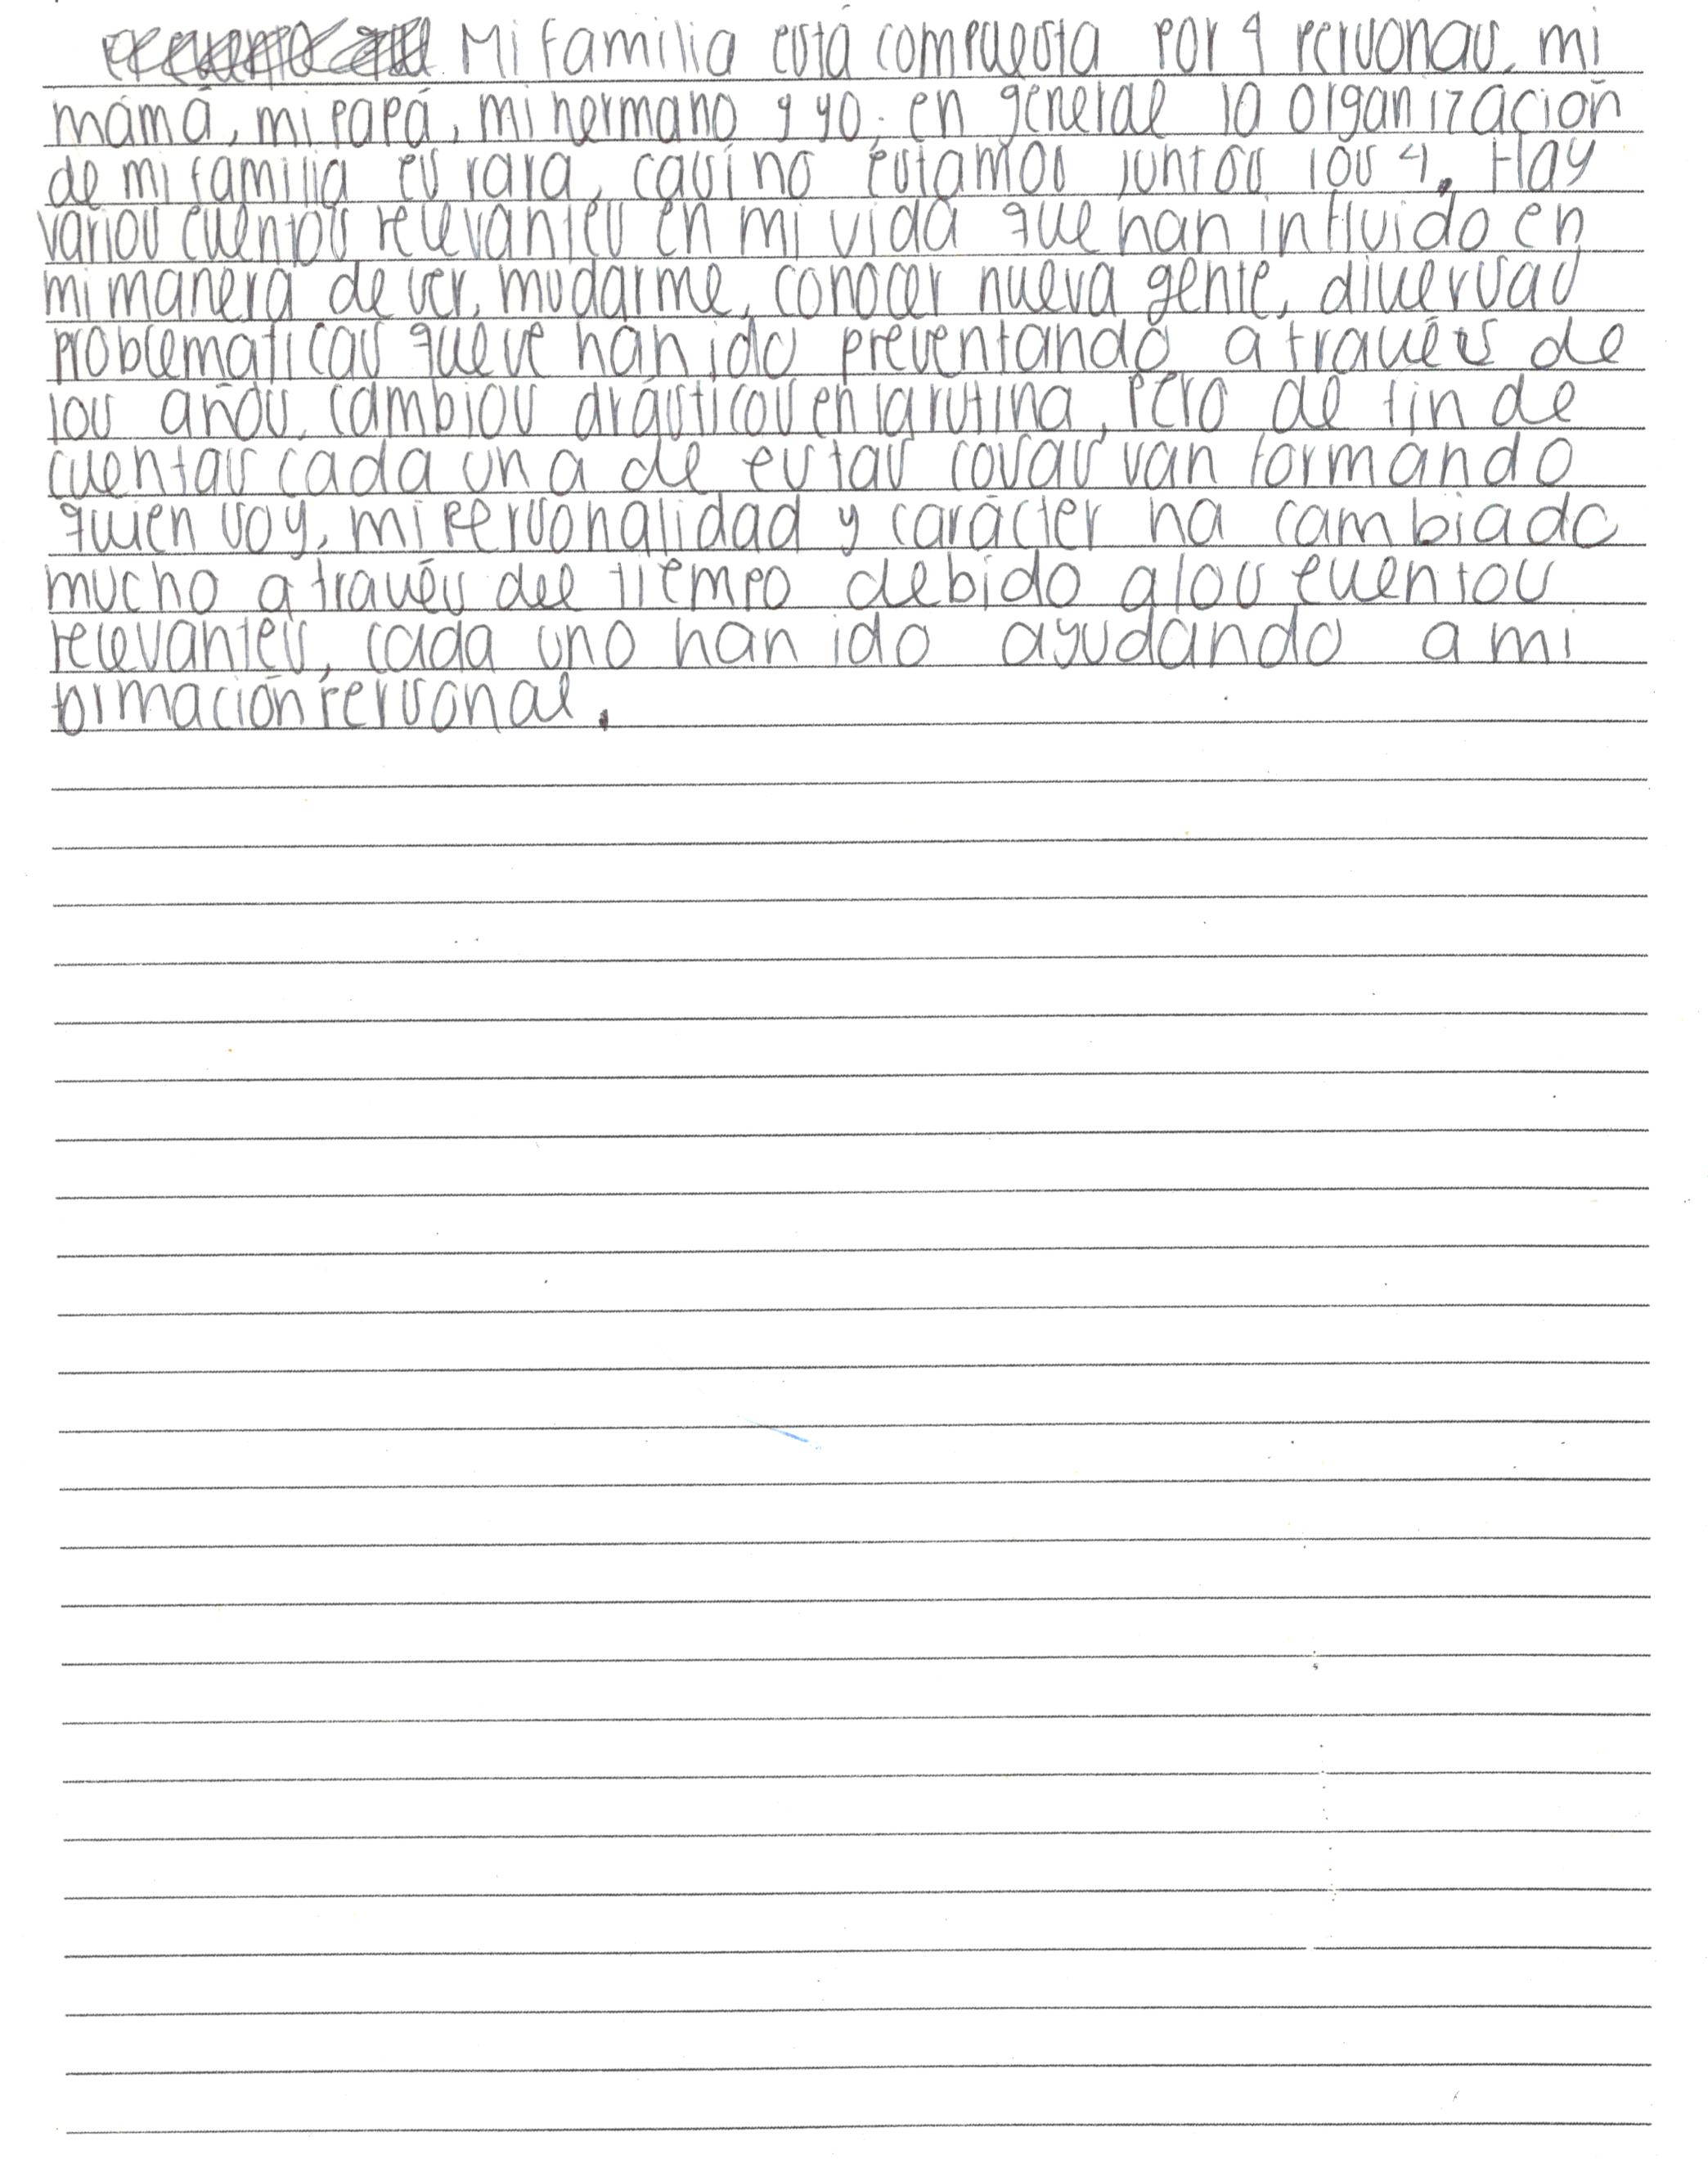 Mi familia está compuesta por 4 personas, mi
mamá, mi papá, mi hermano y yo; en general la organización
de mi familia es rara, casi no estamos juntos los 4. Hay
varios eventos relevantes en mi vida que han influido en
mi manera de ver, mudarme, conocer nueva gente, diversas
problematicas que se han ido presentando a través de
los años, cambios drásticos en la rutina, pero de fin de
cuentas cada una de estas cosas van formando
quien soy, mi personalidad y carácter ha cambiado
mucho a través del tiempo debido a los eventos
relevantes, cada uno han ido ayudando a mi
formación personal.